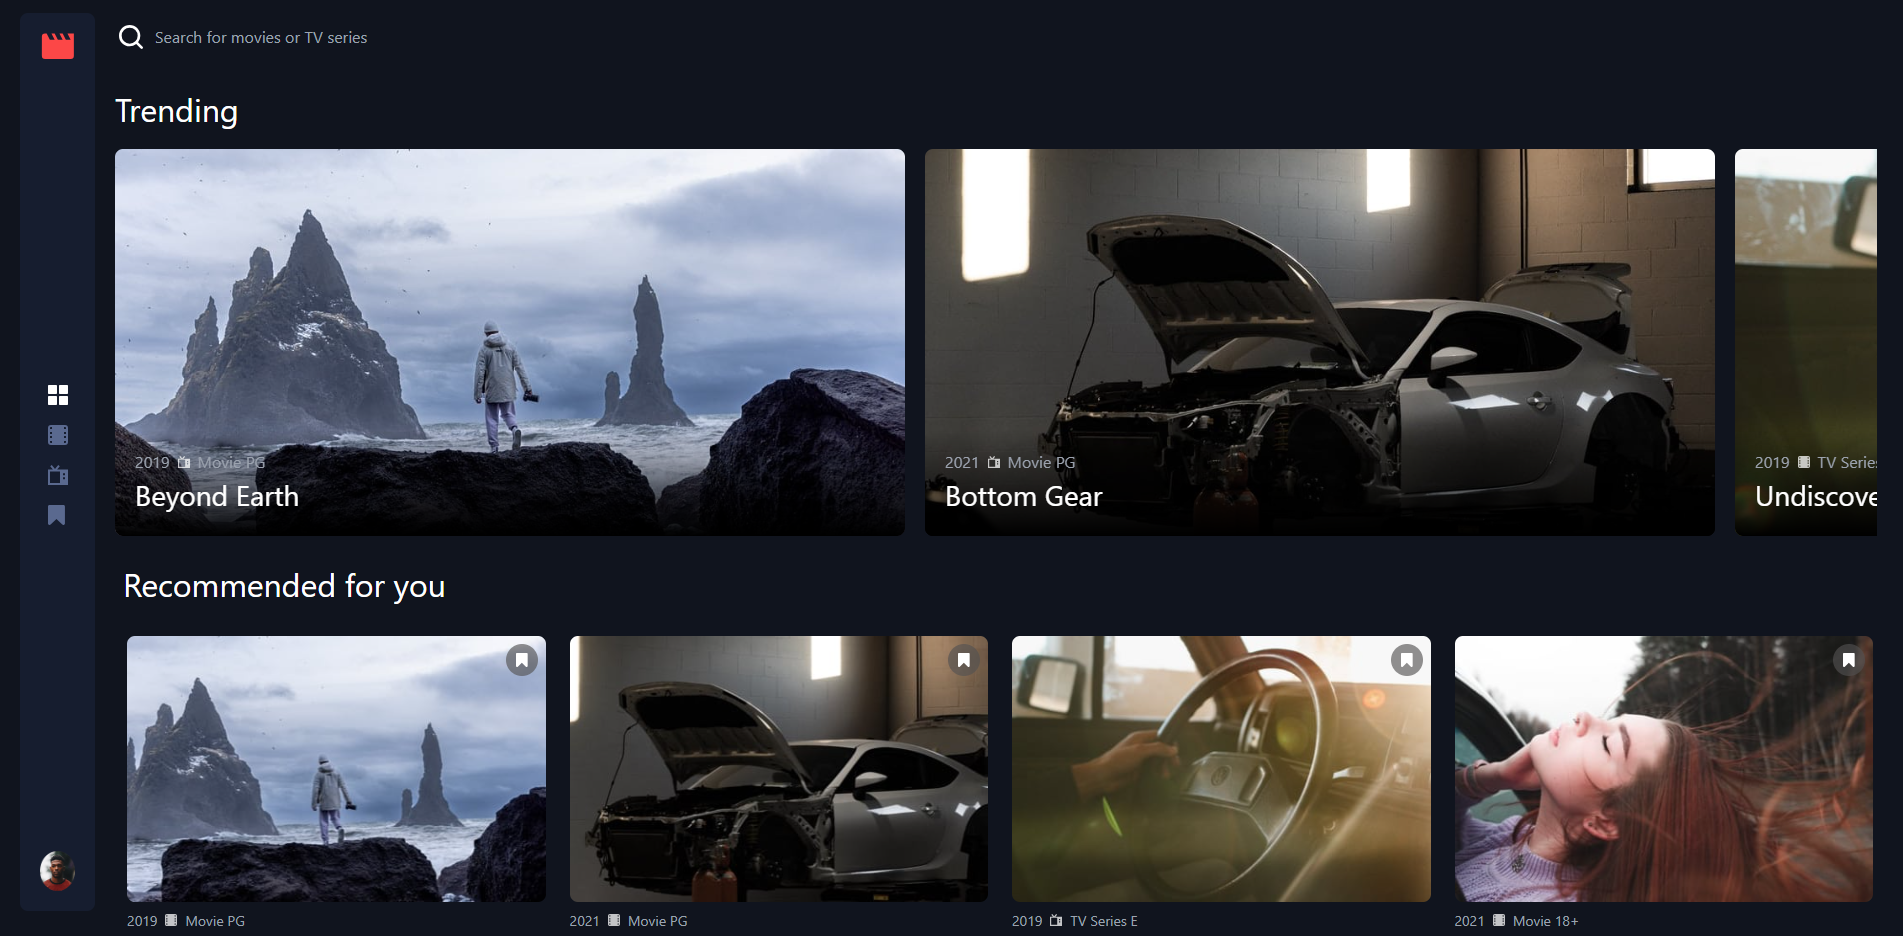 Search for movies or TV series
Trending
2019 Movie PG
Beyond Earth
2021 Movie PG
Bottom Gear
2019 TV Serie
Undiscove
Recommended for you
2019 Movie PG
2021 Movie PG
2019 TV Series E
2021 Movie 18+